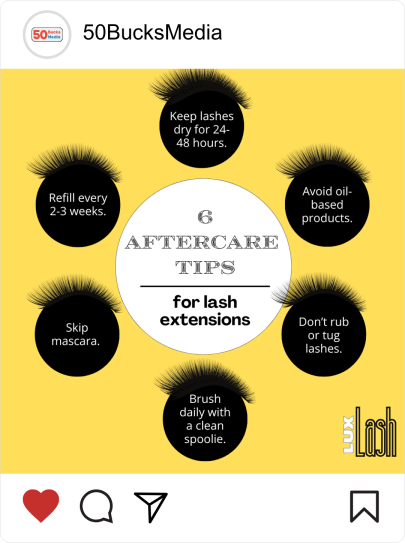 50Bucks
Media
50BucksMedia
Keep lashes
dry for 24-
48 hours.
Refill every
2-3 weeks.
Avoid oil-
based
products.
6
AFTERCARE
TIPS
for lash
extensions
Skip
mascara.
Don't rub
or tug
lashes.
Brush
daily with
a clean
spoolie.
LUX
Lash